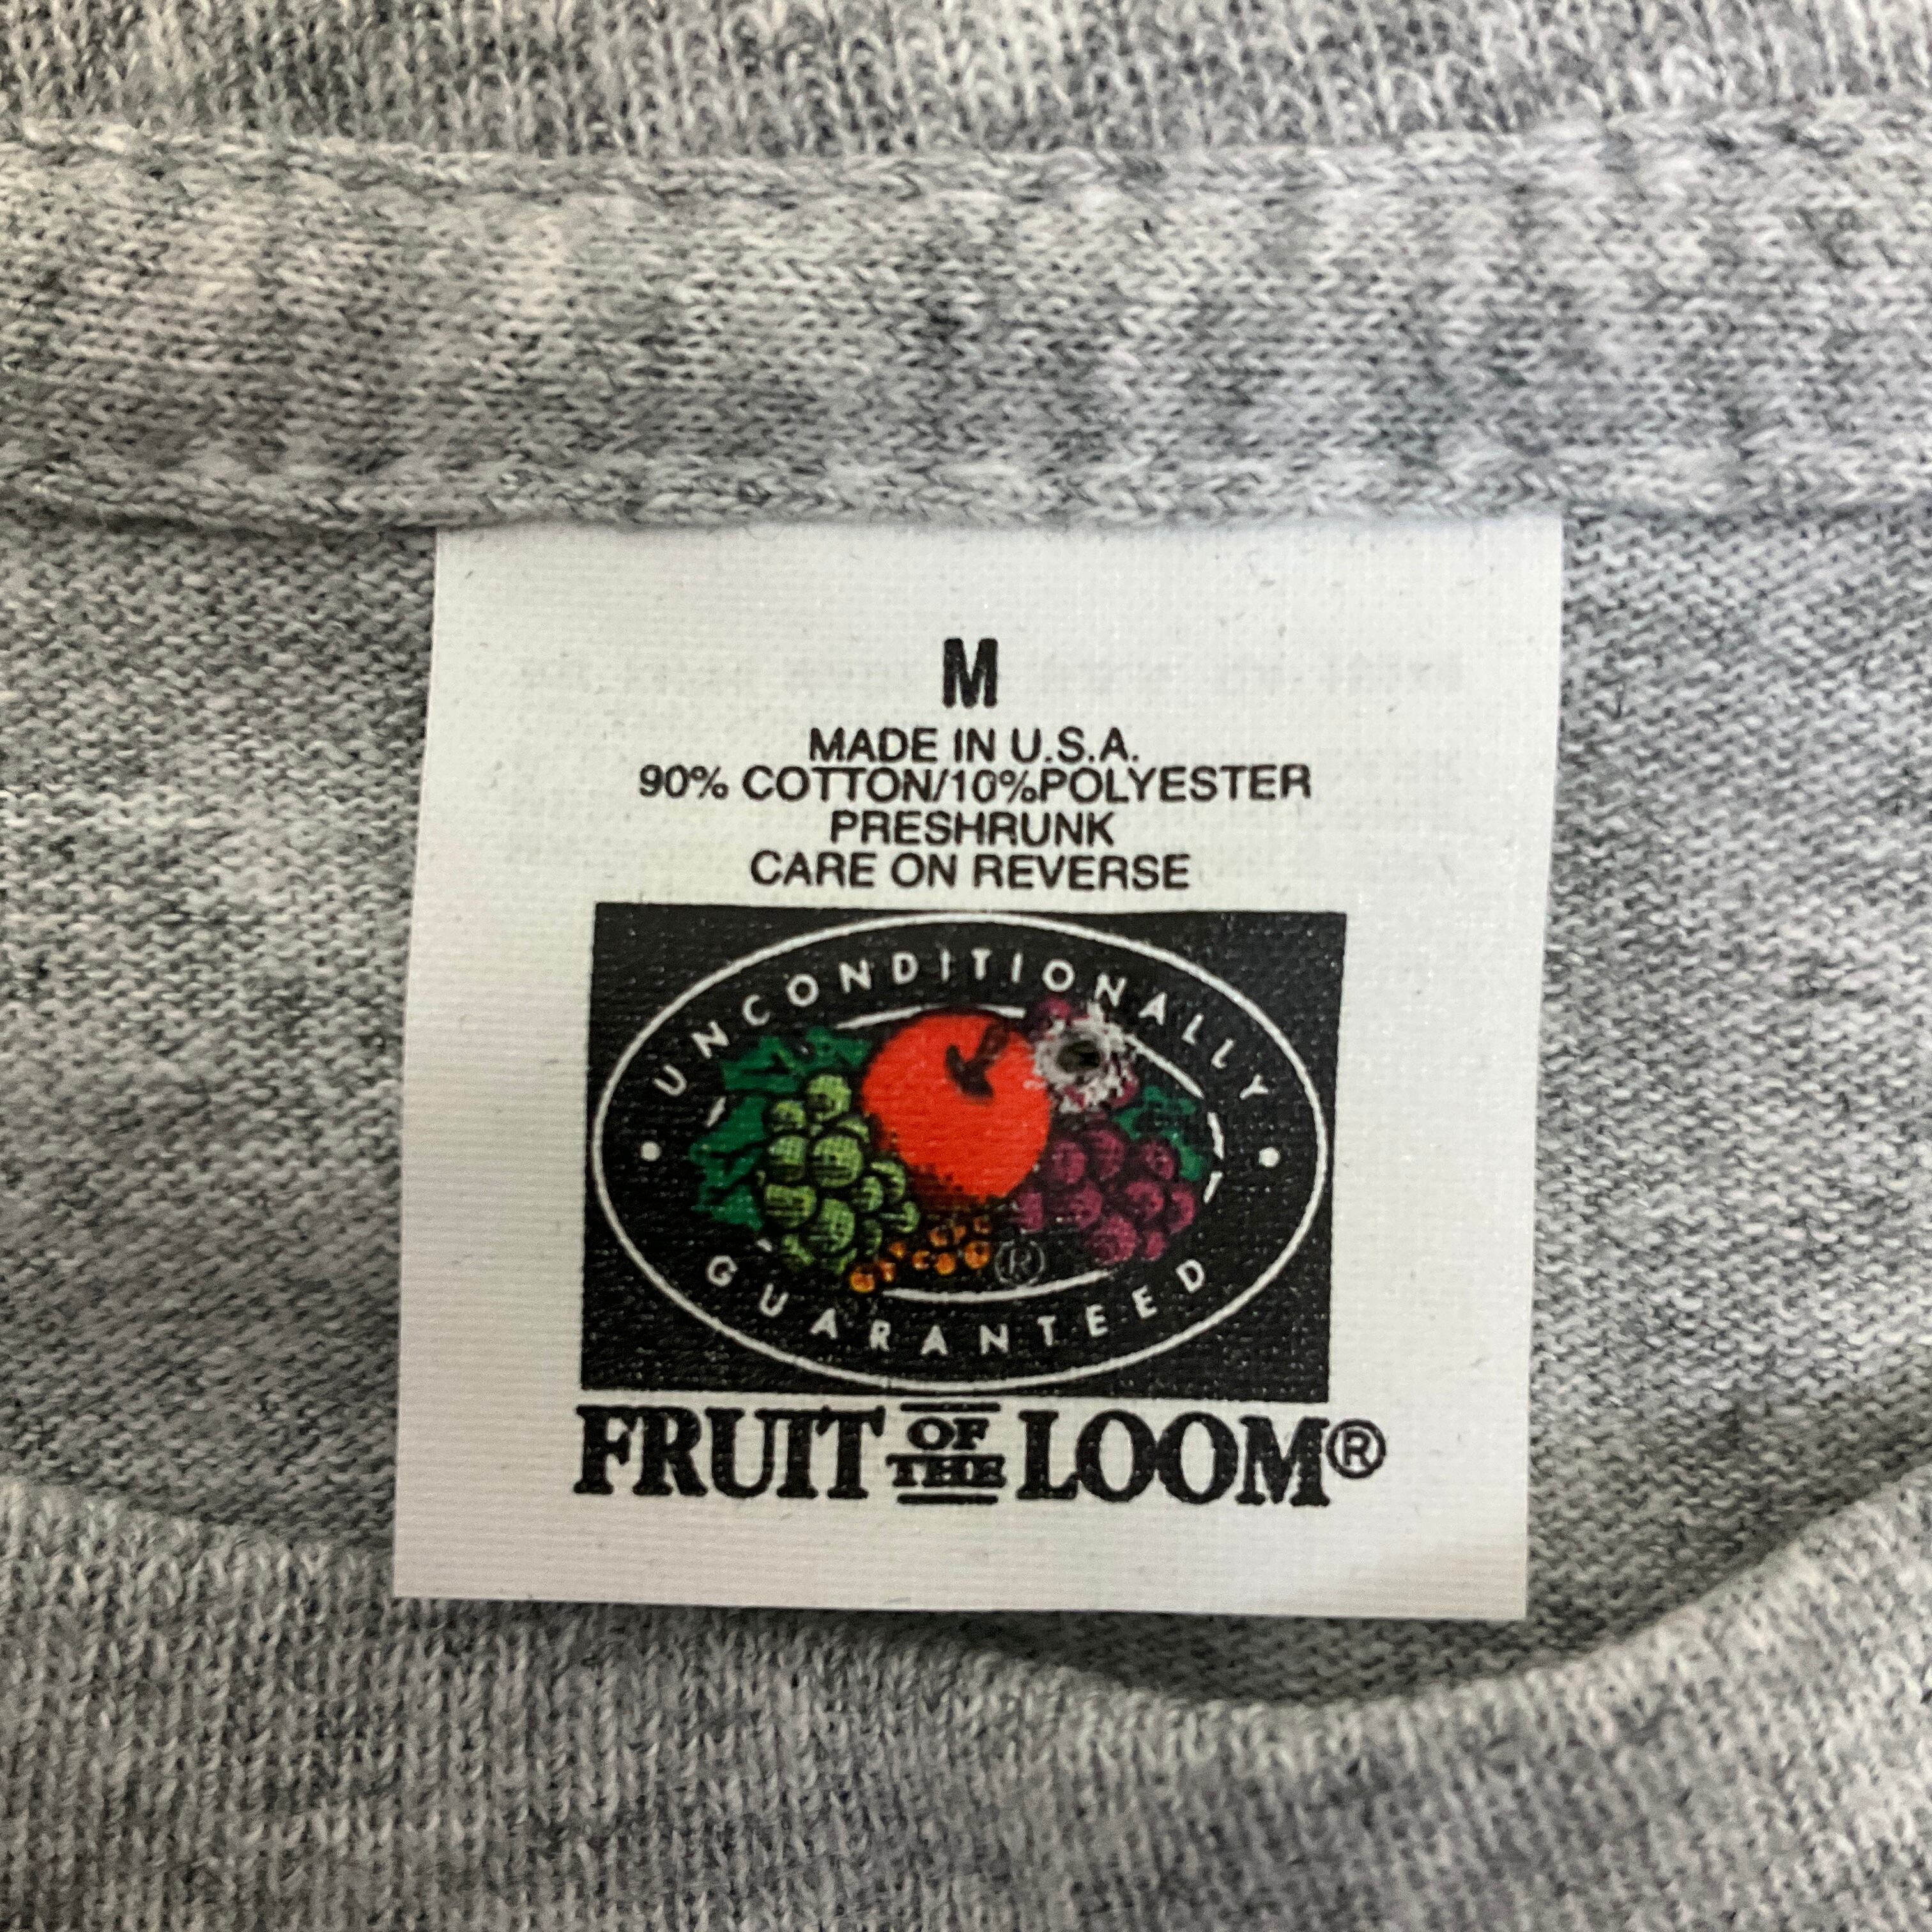 M
MADE IN U.S.A.
90% COTTON/10%POLYESTER
PRESHRUNK
CARE ON REVERSE
UNCONDITIONALLY
®
GUARANTEED
FRUIT OF THE LOOM®